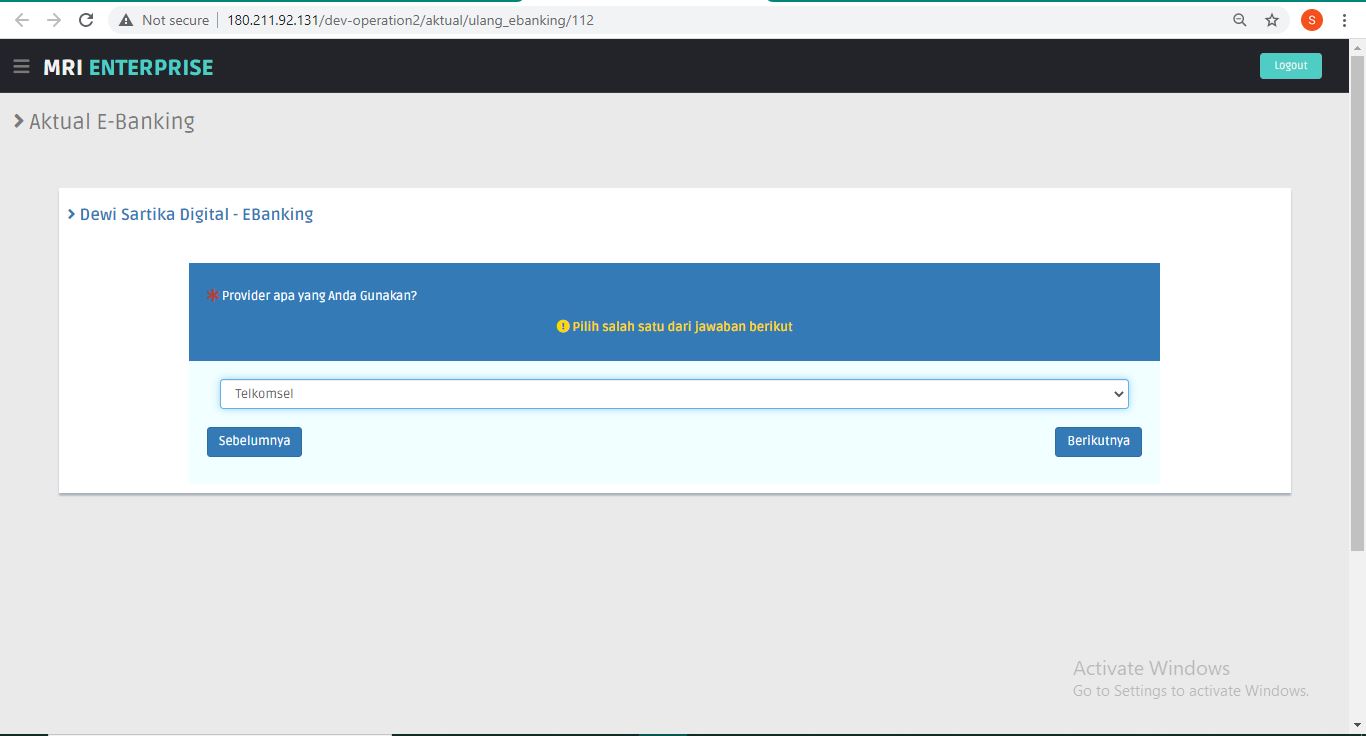 Not secure
180.211.92.131/dev-operation2/aktual/ulang_ebanking/112
S
MRI ENTERPRISE
Logout
Aktual E-Banking
Dewi Sartika Digital - EBanking
Provider apa yang Anda Gunakan?
Pilih salah satu dari jawaban berikut
Telkomsel
Sebelumnya
Berikutnya
Activate Windows
Go to Settings to activate Windows.